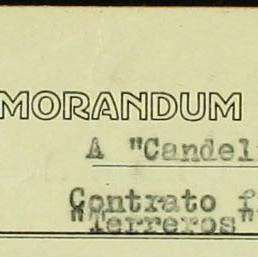 MORANDUM
A "Candel
Contrato f
"Terreros"